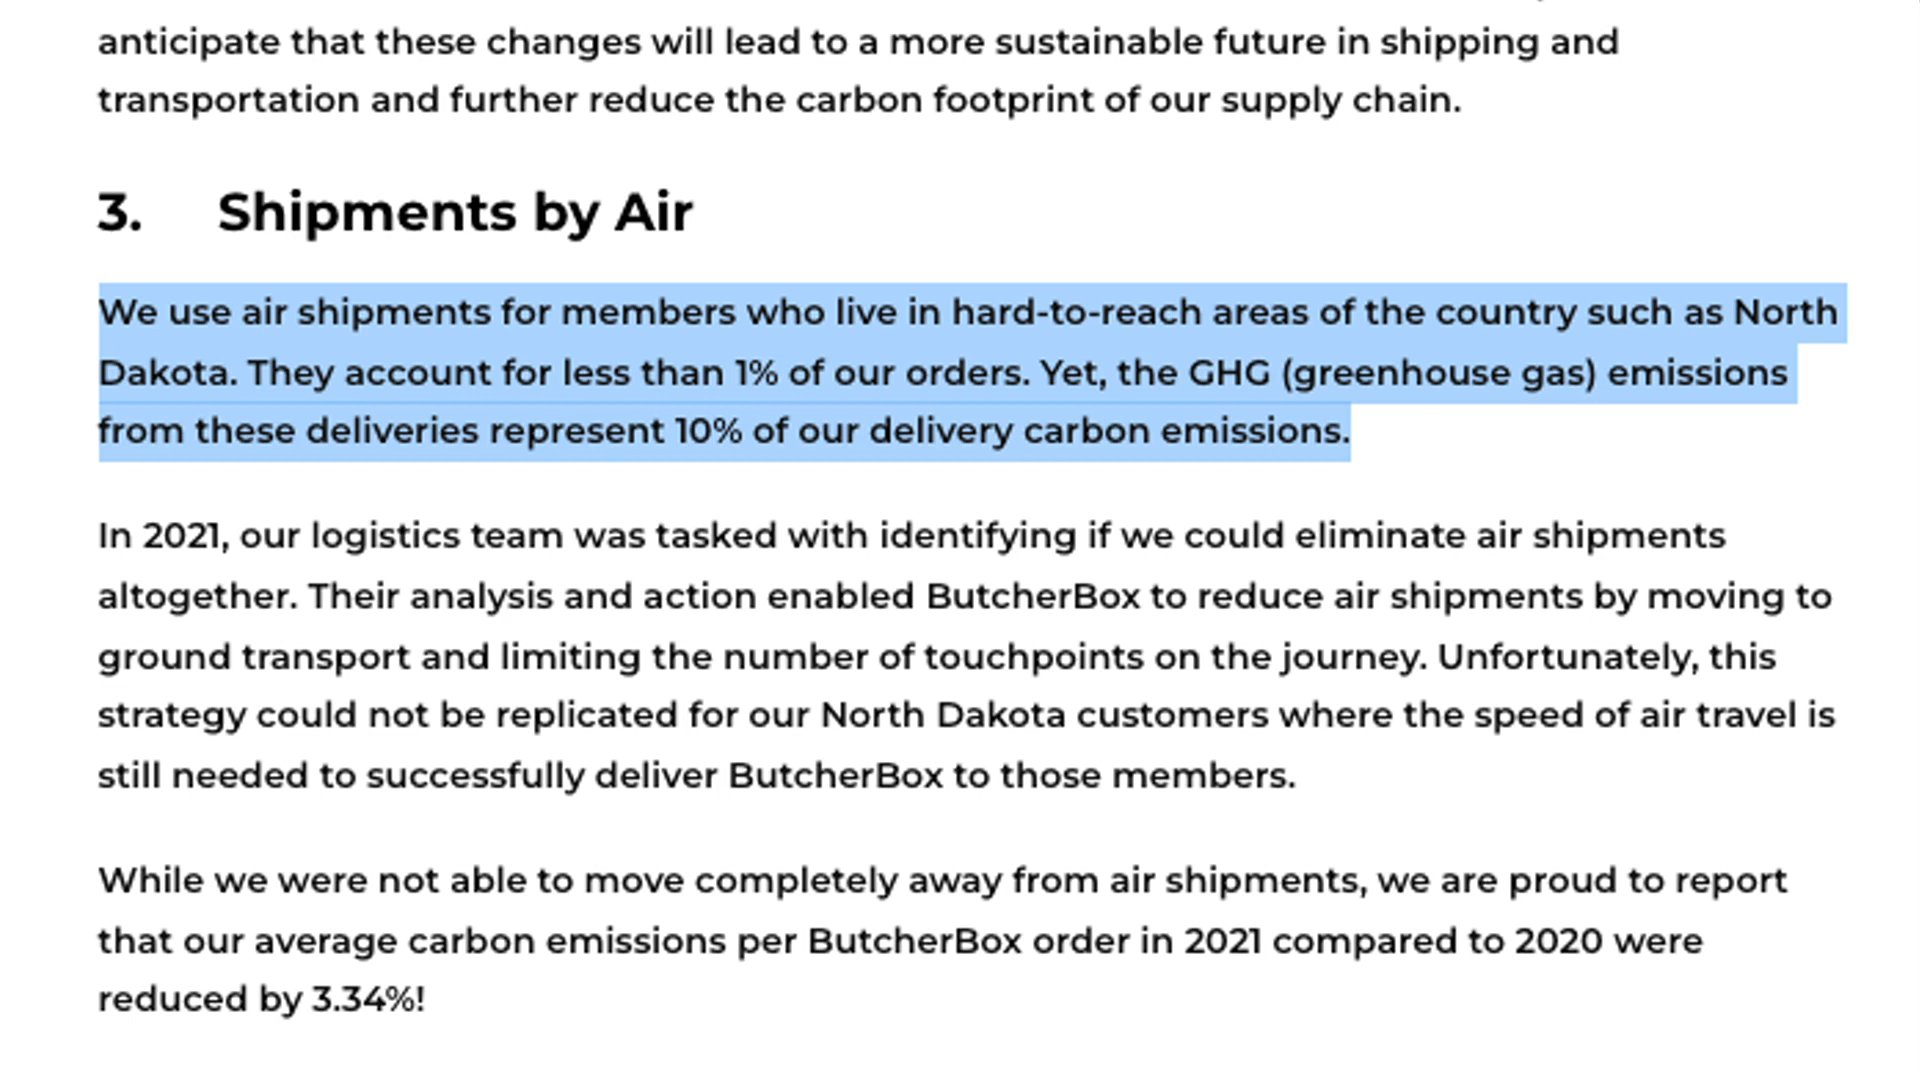 anticipate that these changes will lead to a more sustainable future in shipping and
transportation and further reduce the carbon footprint of our supply chain.
3. Shipments by Air
We use air shipments for members who live in hard-to-reach areas of the country such as North
Dakota. They account for less than 1% of our orders. Yet, the GHG (greenhouse gas) emissions
from these deliveries represent 10% of our delivery carbon emissions.
In 2021, our logistics team was tasked with identifying if we could eliminate air shipments
altogether. Their analysis and action enabled ButcherBox to reduce air shipments by moving to
ground transport and limiting the number of touchpoints on the journey. Unfortunately, this
strategy could not be replicated for our North Dakota customers where the speed of air travel is
still needed to successfully deliver ButcherBox to those members.
While we were not able to move completely away from air shipments, we are proud to report
that our average carbon emissions per ButcherBox order in 2021 compared to 2020 were
reduced by 3.34%!